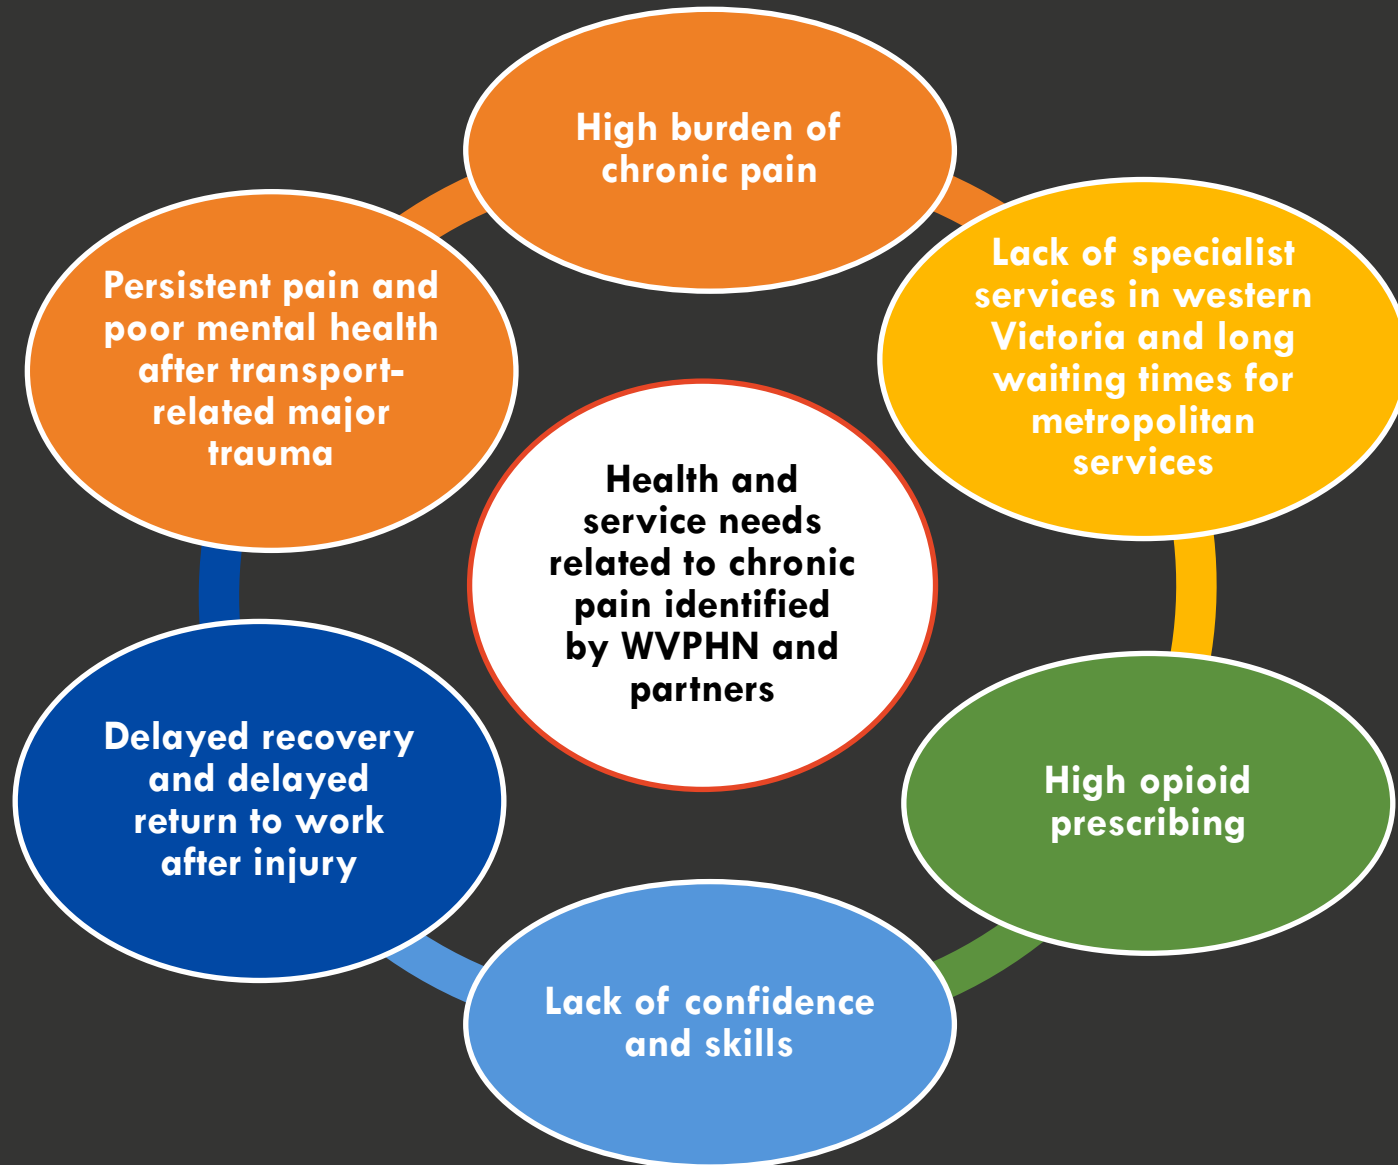 High burden of
chronic pain
Lack of specialist
services in western
Victoria and long
waiting times for
metropolitan
services
High opioid
prescribing
Lack of confidence
and skills
Delayed recovery
and delayed
return to work
after injury
Persistent pain and
poor mental health
after transport-
related major
trauma
Health and
service needs
related to chronic
pain identified
by WVPHN and
partners